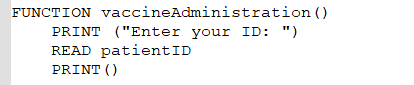 FUNCTION vaccineAdministration()
PRINT ("Enter your ID: ")
READ patientID
PRINT()